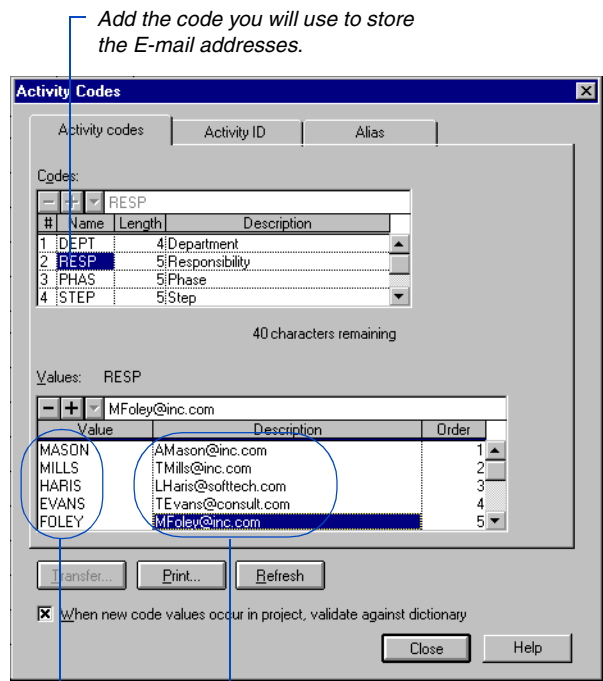 Add the code you will use to store
the E-mail addresses.
Activity Codes
Activity codes Activity ID Alias
Codes:
RESP
# Name Length Description
1 DEPT 4 Department
2 RESP 5 Responsibility
3 PHAS 5 Phase
4 STEP 5 Step
40 characters remaining
Values: RESP
MFoley@inc.com
Value Description Order
MASON AMason@inc.com 1
MILLS TMills@inc.com 2
HARIS LHaris@softtech.com 3
EVANS TEvans@consult.com 4
FOLEY MFoley@inc.com 5
Transfer... Print... Refresh
When new code values occur in project, validate against dictionary
Close Help